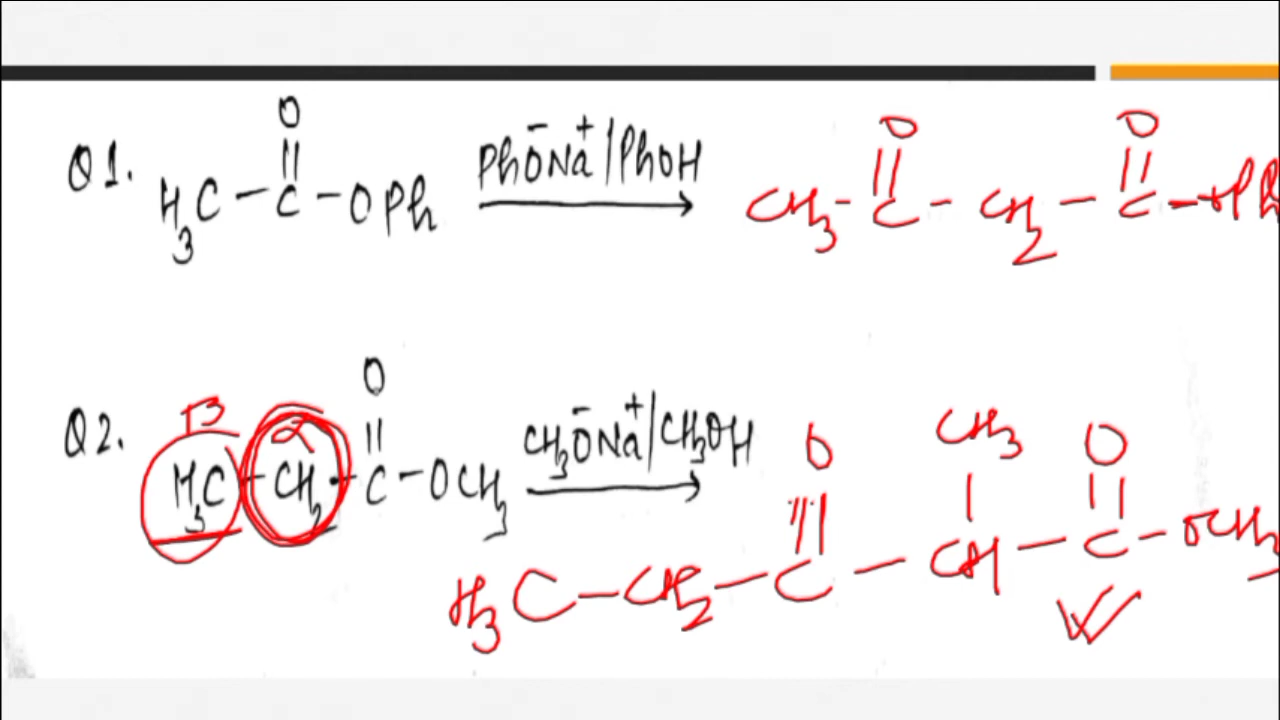 Q1. H₃C – C(=O) – OPh  PhO⁻Na⁺/PhOH →  CH₃ – C(=O) – CH₂ – C(=O) –
Q2. H₃C – CH₂ – C(=O) – OCH₃  CH₃O⁻Na⁺/CH₃OH →
β α
H₃C – CH₂ – C(=O) – CH(CH₃) – C(=O) – OCH₃